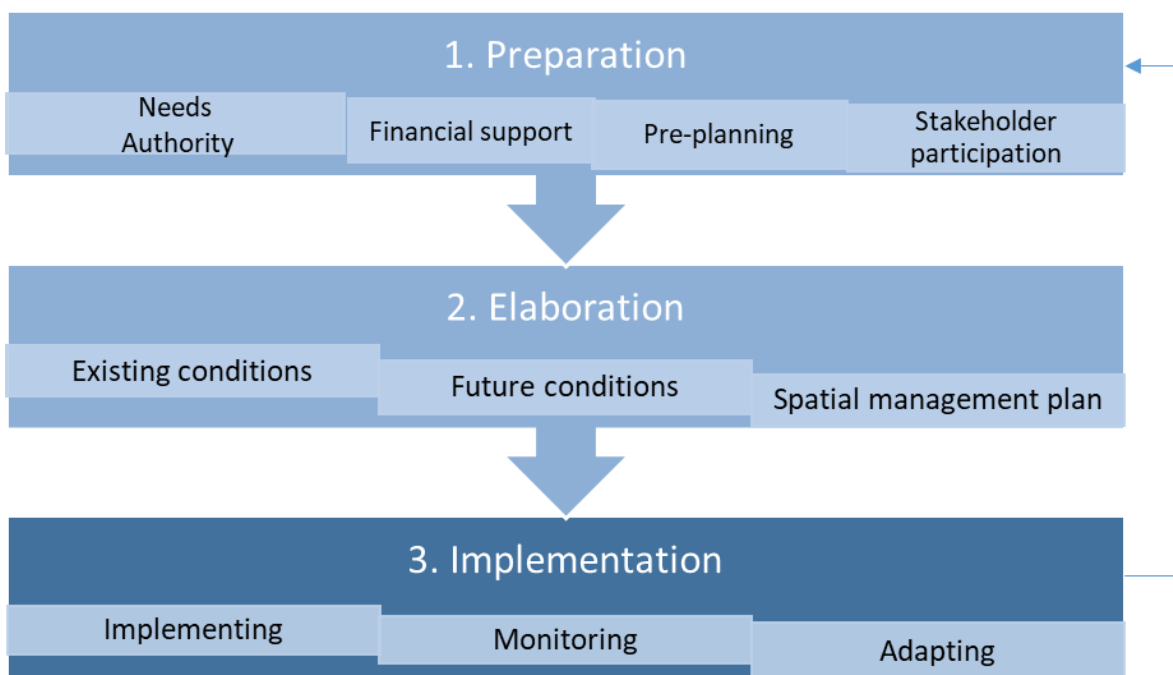 1. Preparation
Needs
Authority
Financial support
Pre-planning
Stakeholder
participation
2. Elaboration
Existing conditions
Future conditions
Spatial management plan
3. Implementation
Implementing
Monitoring
Adapting